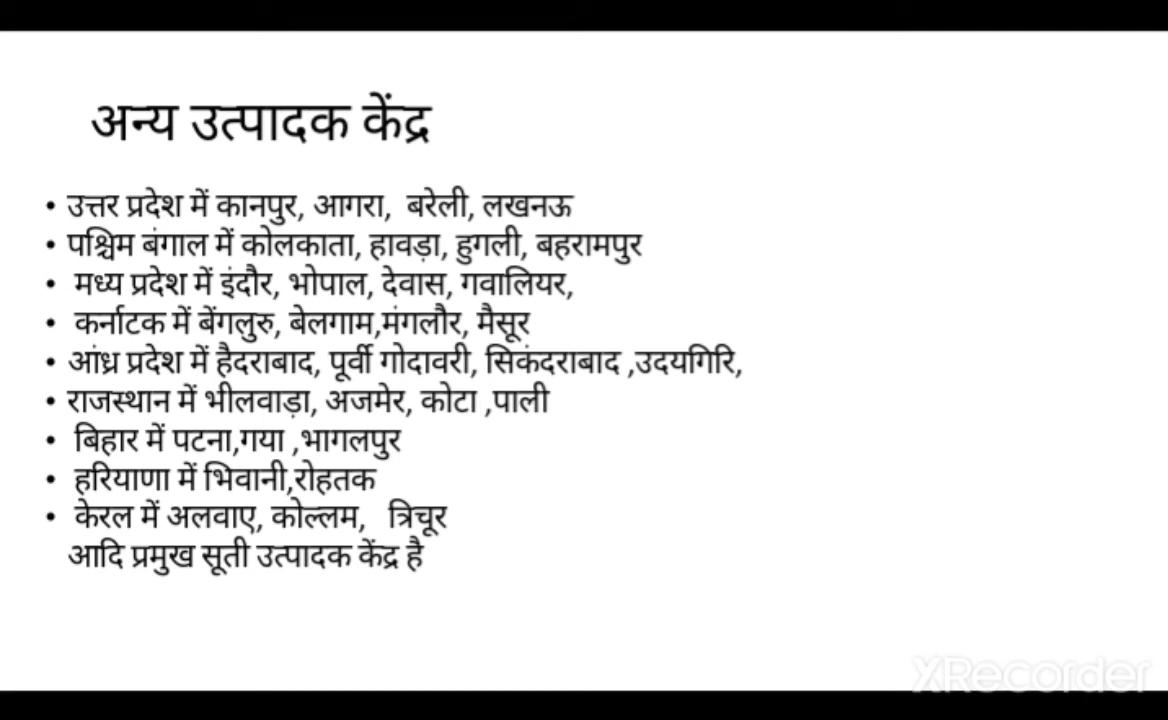 अन्य उत्पादक केंद्र
• उत्तर प्रदेश में कानपुर, आगरा, बरेली, लखनऊ
• पश्चिम बंगाल में कोलकाता, हावड़ा, हुगली, बहरामपुर
• मध्य प्रदेश में इंदौर, भोपाल, देवास, गवालियर,
• कर्नाटक में बेंगलुरु, बेलगाम,मंगलौर, मैसूर
• आंध्र प्रदेश में हैदराबाद, पूर्वी गोदावरी, सिकंदराबाद ,उदयगिरि,
• राजस्थान में भीलवाड़ा, अजमेर, कोटा ,पाली
• बिहार में पटना,गया ,भागलपुर
• हरियाणा में भिवानी,रोहतक
• केरल में अलवाए, कोल्लम, त्रिचूर
आदि प्रमुख सूती उत्पादक केंद्र है
XRecorder